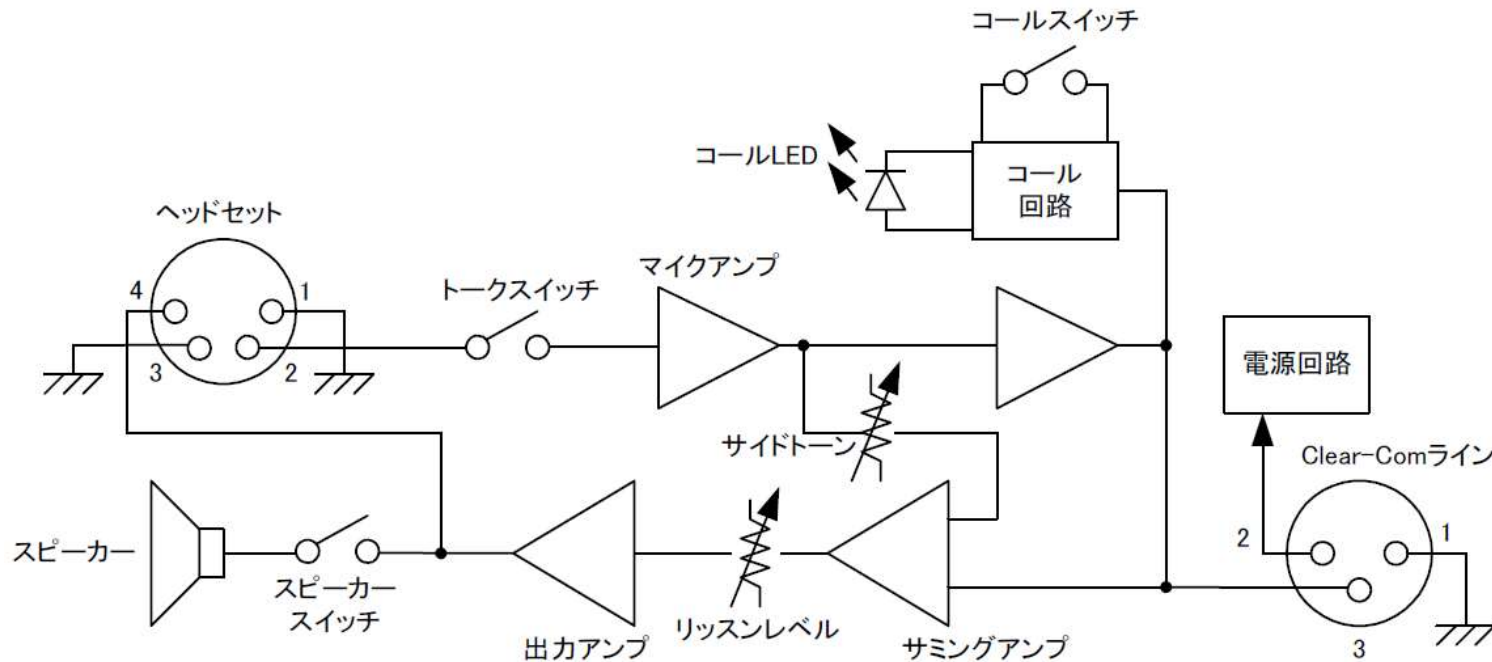 コールスイッチ
コールLED
コール
回路
ヘッドセット
4
1
3
2
トークスイッチ
マイクアンプ
サイドトーン
電源回路
Clear-Comライン
2
1
3
スピーカー
スピーカー
スイッチ
出力アンプ
リッスンレベル
サミングアンプ